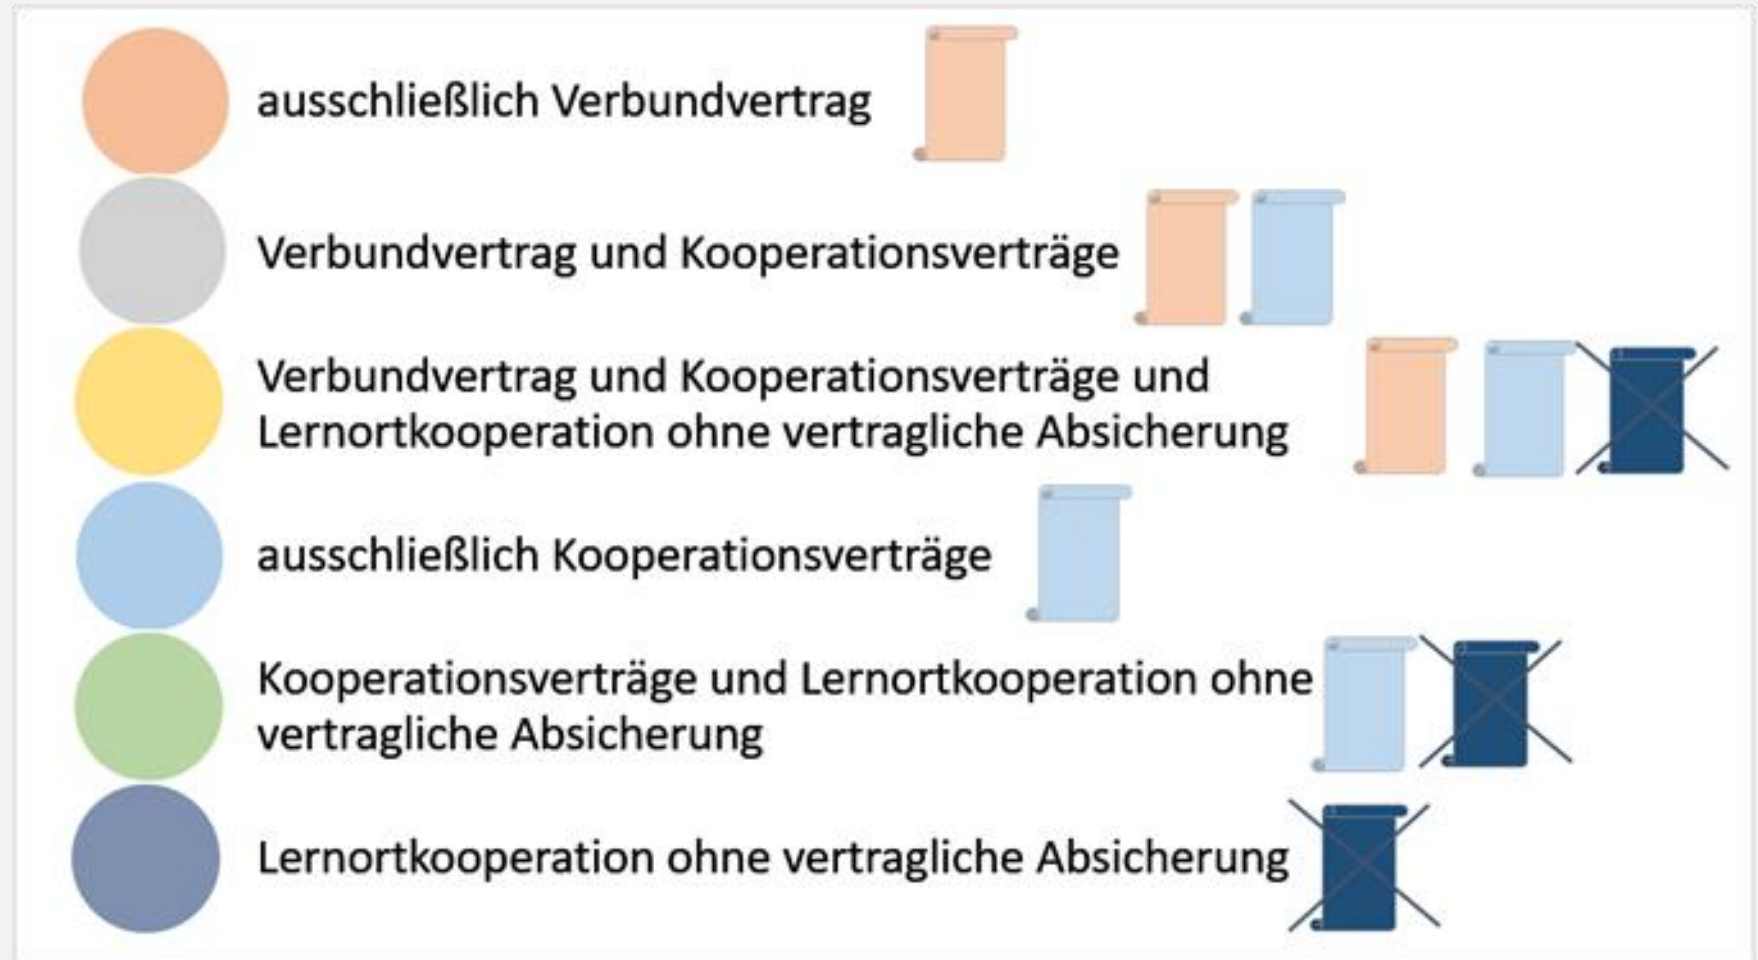 ausschließlich Verbundvertrag
Verbundvertrag und Kooperationsverträge
Verbundvertrag und Kooperationsverträge und
Lernortkooperation ohne vertragliche Absicherung
ausschließlich Kooperationsverträge
Kooperationsverträge und Lernortkooperation ohne
vertragliche Absicherung
Lernortkooperation ohne vertragliche Absicherung